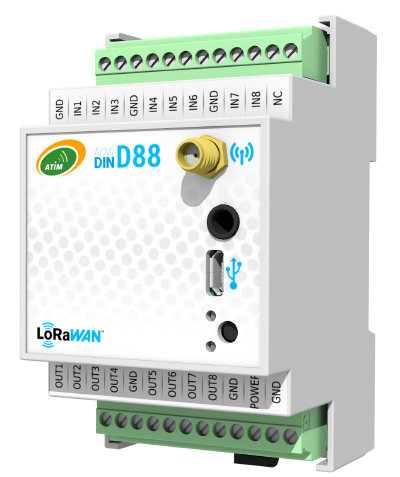 GND IN1 IN2 IN3 GND IN4 IN5 IN6 GND IN7 IN8 NC
ATIM
ACW
DIN D88
LoRaWAN™
OUT1 OUT2 OUT3 OUT4 GND OUT5 OUT6 OUT7 OUT8 GND POWER GND